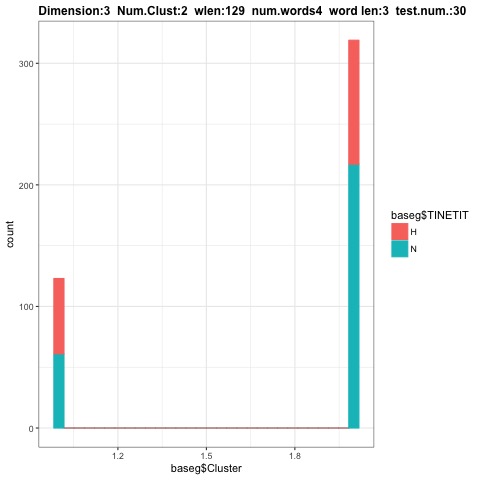 Dimension:3 Num.Clust:2 wlen:129 num.words4 word len:3 test.num.:30
300
200
100
0
count
1.2 1.5 1.8
baseg$Cluster
baseg$TINETIT
H
N